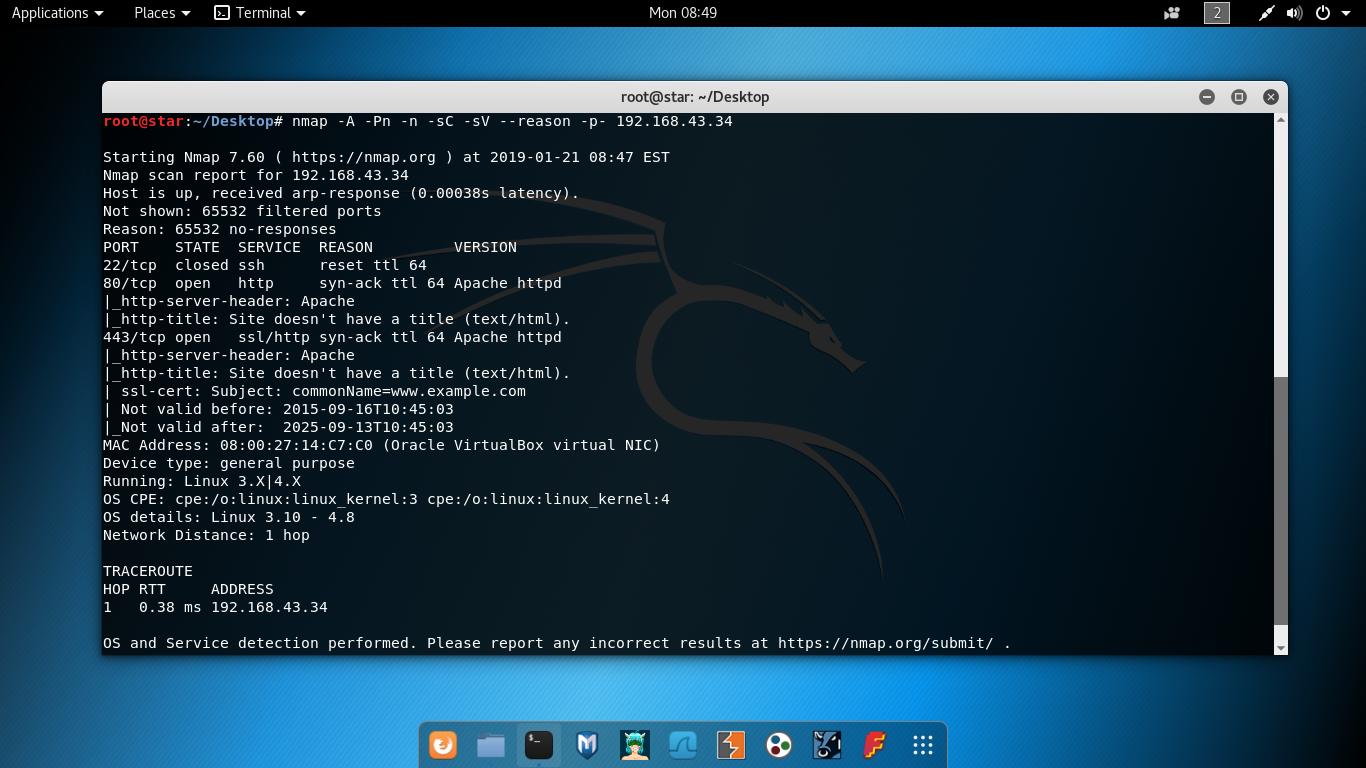 Applications Places Terminal Mon 08:49 2
root@star: ~/Desktop
root@star:~/Desktop# nmap -A -Pn -n -sC -sV --reason -p- 192.168.43.34
Starting Nmap 7.60 ( https://nmap.org ) at 2019-01-21 08:47 EST
Nmap scan report for 192.168.43.34
Host is up, received arp-response (0.00038s latency).
Not shown: 65532 filtered ports
Reason: 65532 no-responses
PORT    STATE  SERVICE  REASON         VERSION
22/tcp  closed ssh      reset ttl 64
80/tcp  open   http     syn-ack ttl 64 Apache httpd
|_http-server-header: Apache
|_http-title: Site doesn't have a title (text/html).
443/tcp open   ssl/http syn-ack ttl 64 Apache httpd
|_http-server-header: Apache
|_http-title: Site doesn't have a title (text/html).
| ssl-cert: Subject: commonName=www.example.com
| Not valid before: 2015-09-16T10:45:03
|_Not valid after:  2025-09-13T10:45:03
MAC Address: 08:00:27:14:C7:C0 (Oracle VirtualBox virtual NIC)
Device type: general purpose
Running: Linux 3.X|4.X
OS CPE: cpe:/o:linux:linux_kernel:3 cpe:/o:linux:linux_kernel:4
OS details: Linux 3.10 - 4.8
Network Distance: 1 hop
TRACEROUTE
HOP RTT     ADDRESS
1   0.38 ms 192.168.43.34
OS and Service detection performed. Please report any incorrect results at https://nmap.org/submit/ .